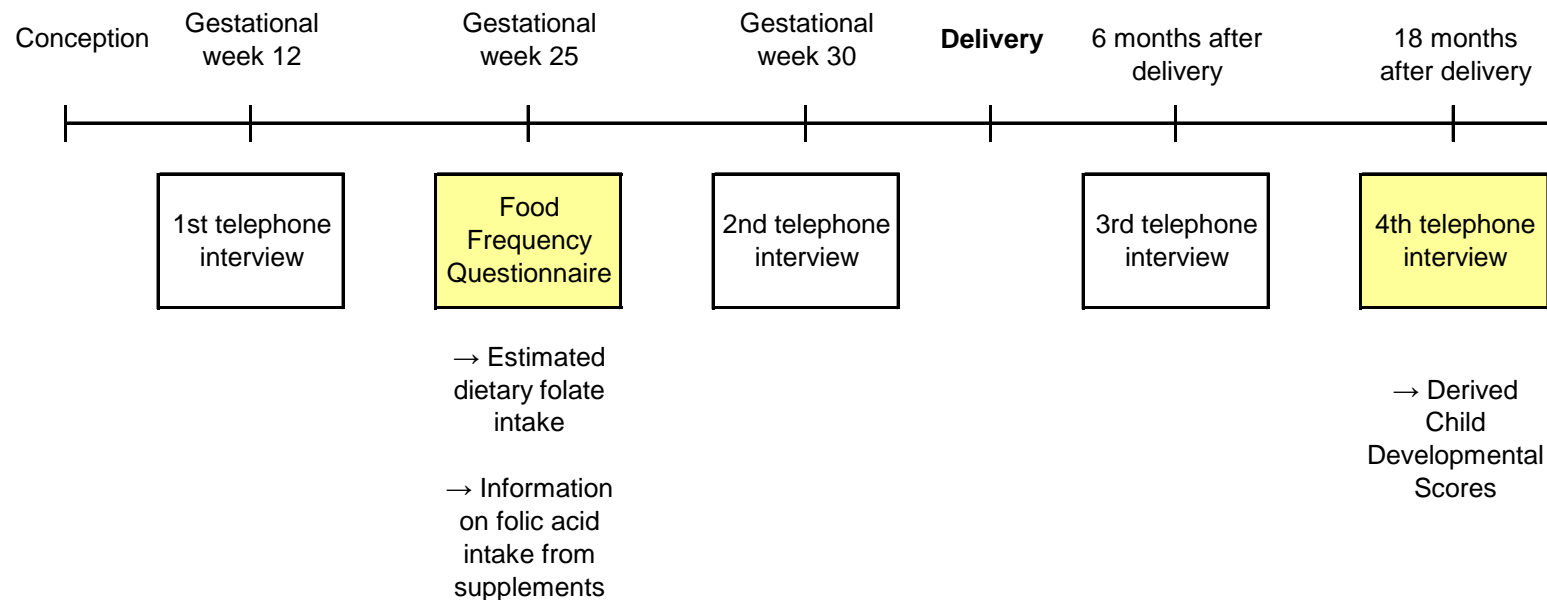 Conception
Gestational
week 12
Gestational
week 25
Gestational
week 30
Delivery
6 months after
delivery
18 months
after delivery
1st telephone
interview
Food
Frequency
Questionnaire
2nd telephone
interview
3rd telephone
interview
4th telephone
interview
→ Estimated
dietary folate
intake
→ Information
on folic acid
intake from
supplements
→ Derived
Child
Developmental
Scores